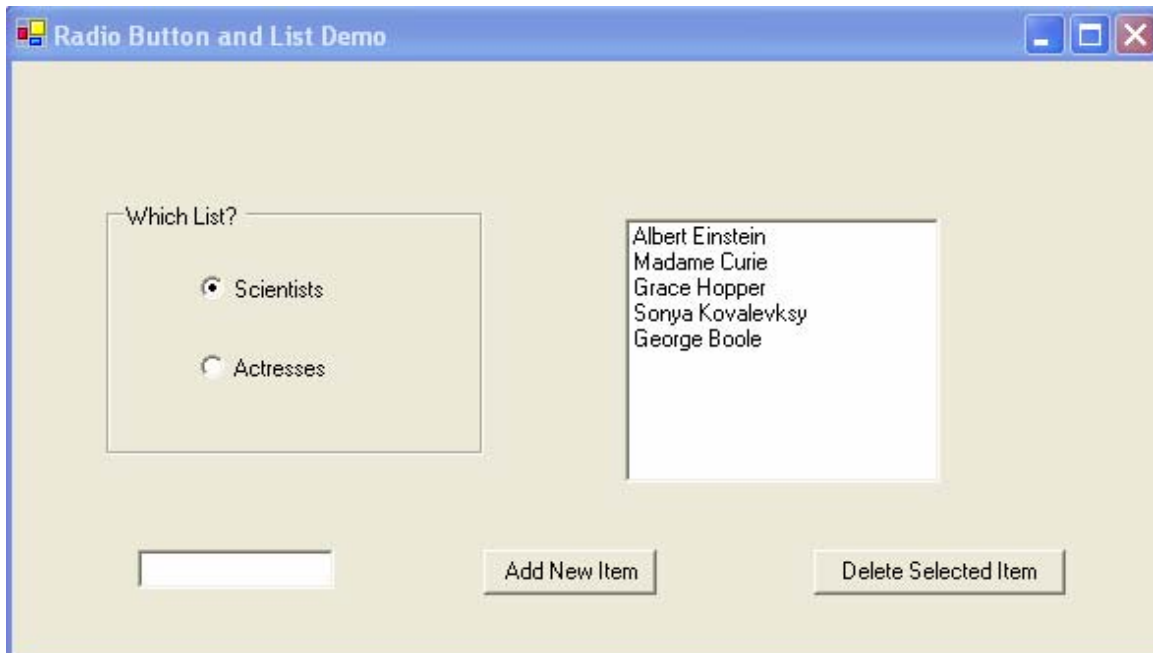 Radio Button and List Demo
Which List?
Scientists
Actresses
Albert Einstein
Madame Curie
Grace Hopper
Sonya Kovalevksy
George Boole
Add New Item
Delete Selected Item